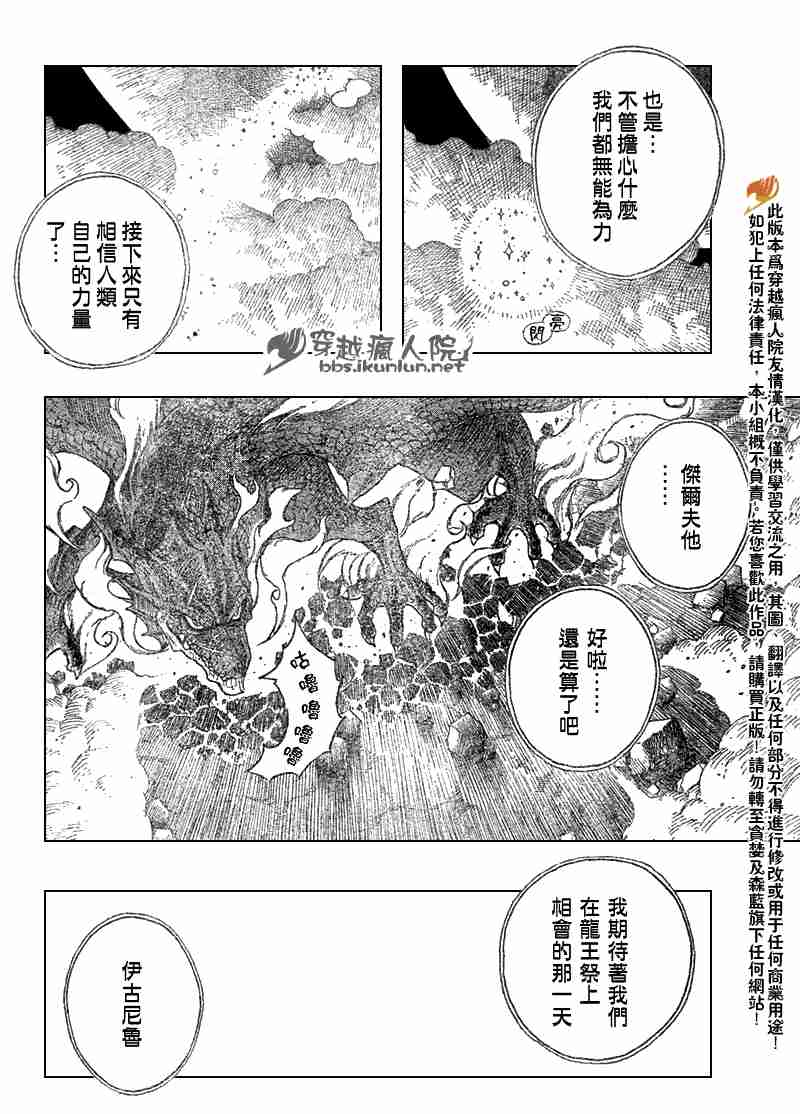 也是…
不管擔心什麼
我們都無能為力
閃
亮
接下來只有
相信人類
自己的力量
了…
穿越瘋人院
bbs.ikunlun.net
傑爾夫他
……
好啦……
還是算了吧
咕嚕嚕嚕嚕
我期待著我們
在龍王祭上
相會的那一天
伊古尼魯
此版本爲穿越瘋人院友情漢化，僅供學習交流之用，其圖、翻譯以及任何部分不得進行修改或用于任何商業用途！
如犯上任何法律責任，本小組概不負責。若您喜歡此作品，請購買正版！請勿轉至貪婪及森藍旗下任何網站！